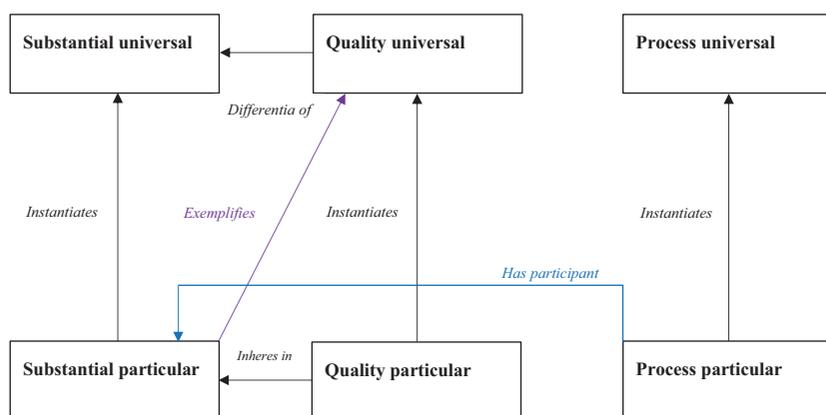 Substantial universal
Quality universal
Process universal
Differentia of
Instantiates
Exemplifies
Instantiates
Instantiates
Has participant
Inheres in
Substantial particular
Quality particular
Process particular